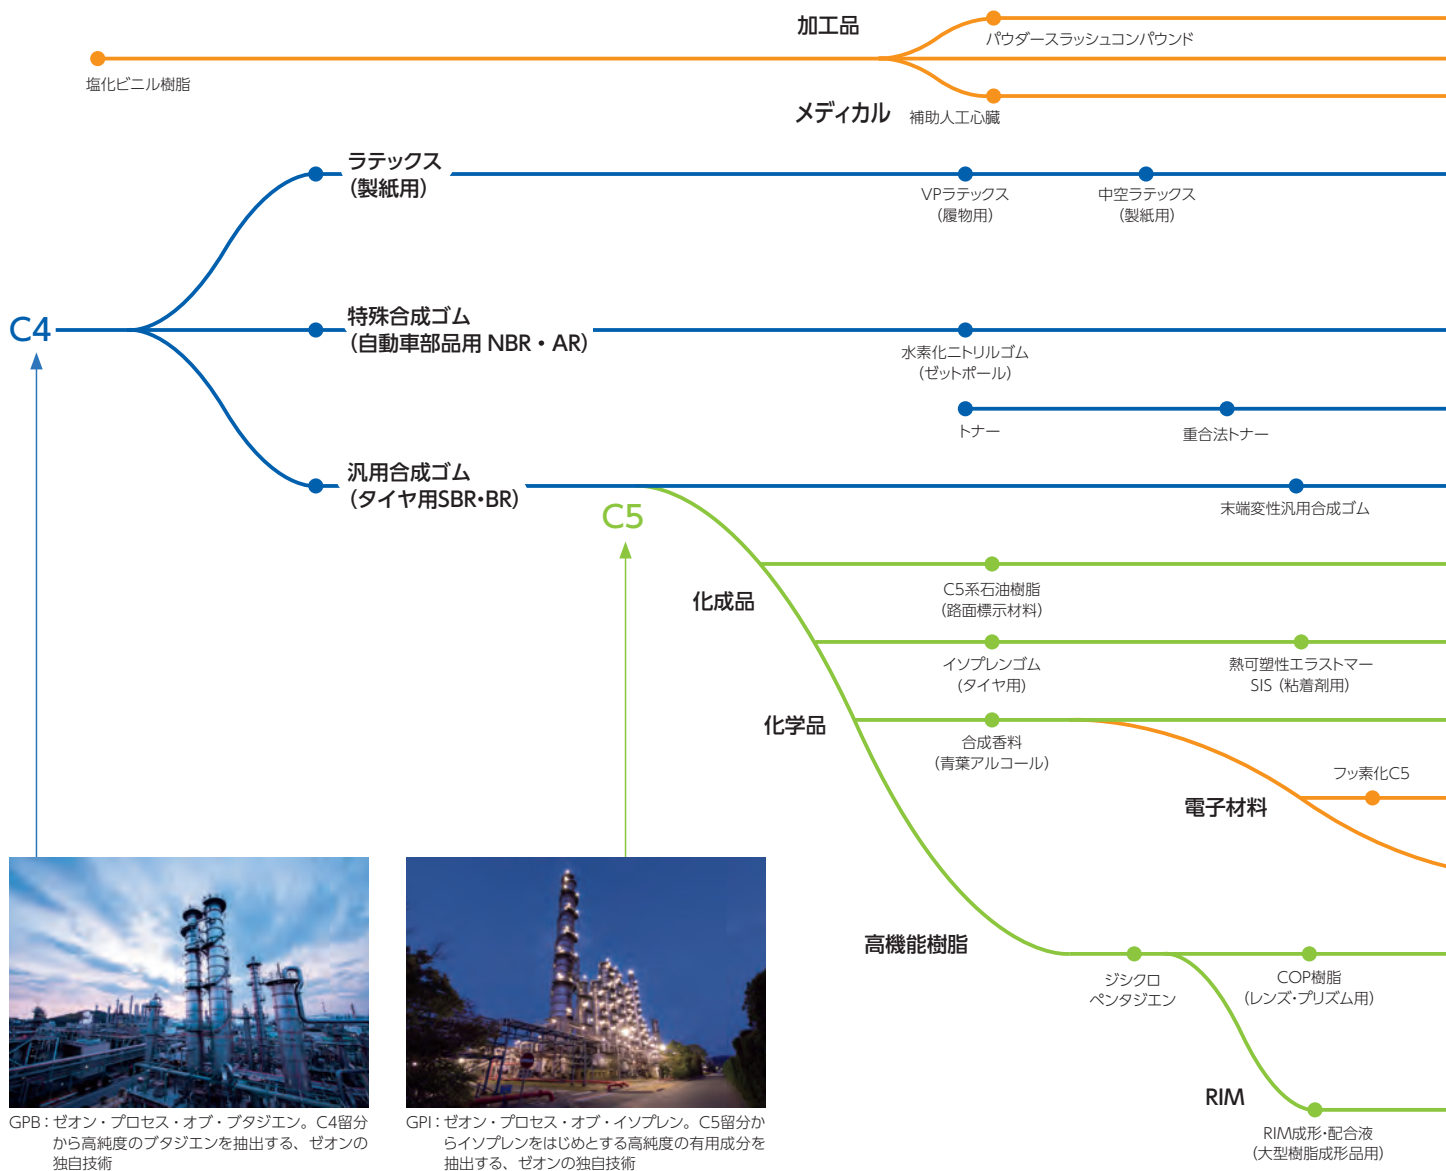 加工品
パウダースラッシュコンパウンド
塩化ビニル樹脂
メディカル
補助人工心臓
ラテックス
(製紙用)
VPラテックス
(履物用)
中空ラテックス
(製紙用)
C4
特殊合成ゴム
(自動車部品用 NBR・AR)
水素化ニトリルゴム
(ゼットポール)
トナー
重合法トナー
汎用合成ゴム
(タイヤ用SBR・BR)
末端変性汎用合成ゴム
C5
化成品
C5系石油樹脂
(路面標示材料)
イソプレンゴム
(タイヤ用)
熱可塑性エラストマー
SIS (粘着剤用)
化学品
合成香料
(青葉アルコール)
フッ素化C5
電子材料
高機能樹脂
ジシクロ
ペンタジエン
COP樹脂
(レンズ・プリズム用)
RIM
RIM成形・配合液
(大型樹脂成形品用)
GPB：ゼオン・プロセス・オブ・ブタジエン。C4留分
から高純度のブタジエンを抽出する、ゼオンの
独自技術
GPI：ゼオン・プロセス・オブ・イソプレン。C5留分か
らイソプレンをはじめとする高純度の有用成分を
抽出する、ゼオンの独自技術